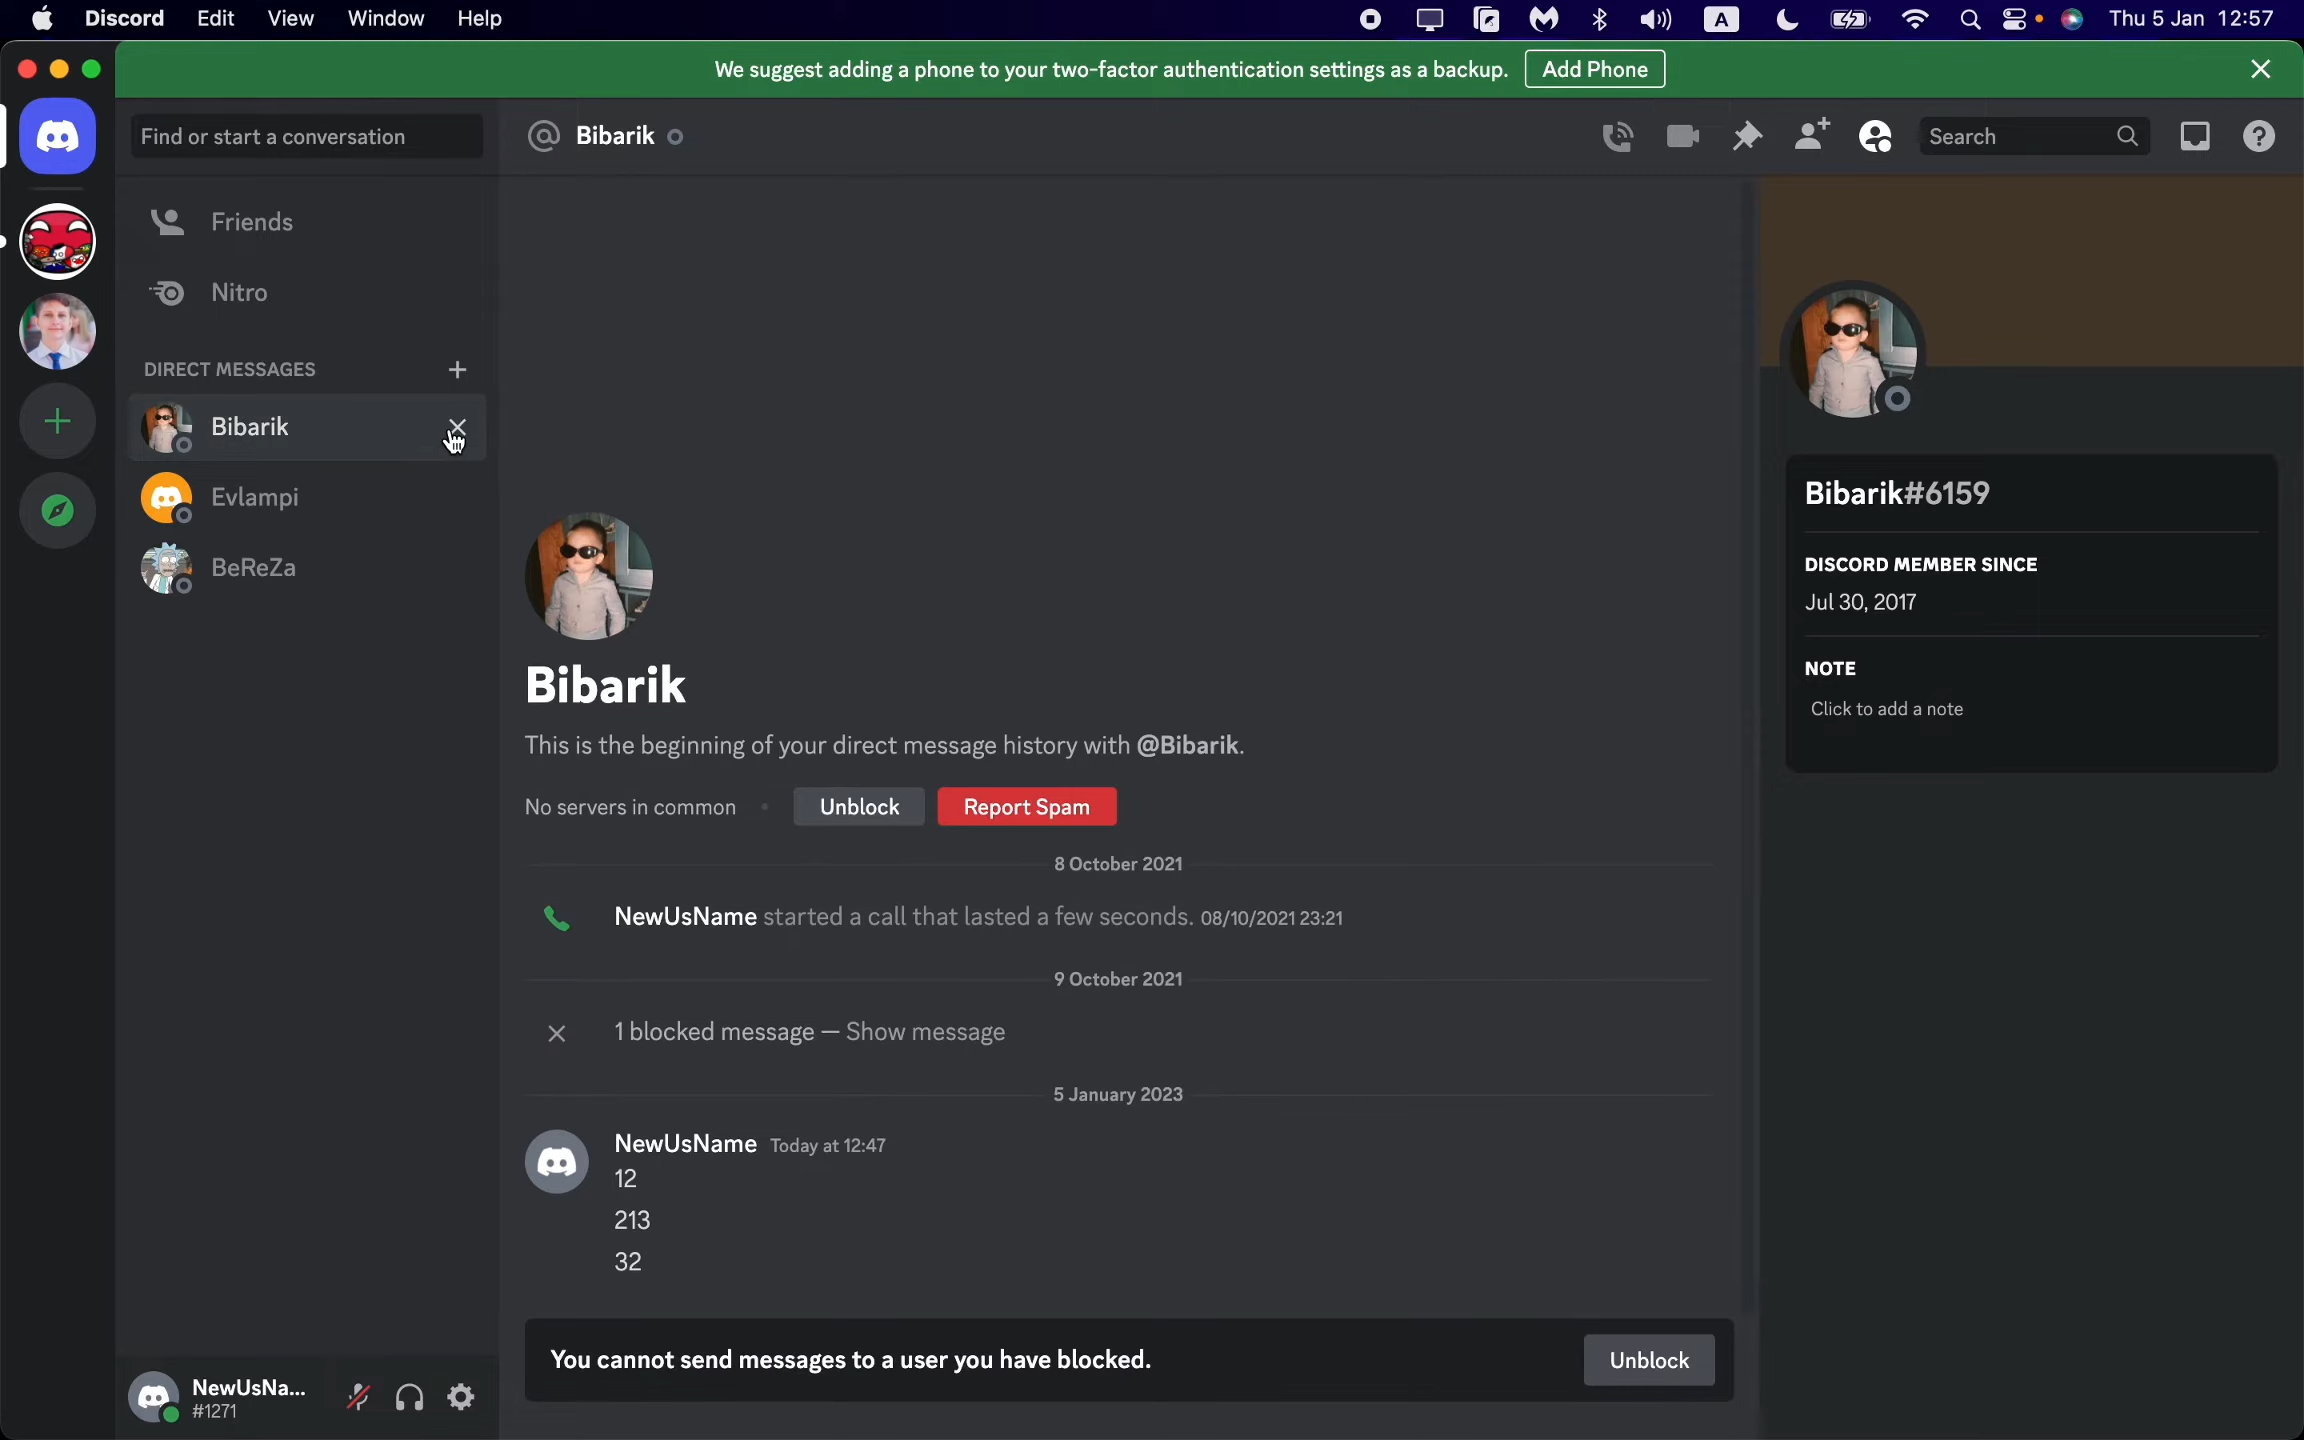 Discord Edit View Window Help A Thu 5 Jan 12:57
We suggest adding a phone to your two-factor authentication settings as a backup. Add Phone
Find or start a conversation
Bibarik
Search
Friends
Nitro
DIRECT MESSAGES
Bibarik
Evlampi
BeReZa
Bibarik
This is the beginning of your direct message history with @Bibarik.
No servers in common Unblock Report Spam
8 October 2021
NewUsName started a call that lasted a few seconds. 08/10/2021 23:21
9 October 2021
1 blocked message — Show message
5 January 2023
NewUsName Today at 12:47
12
213
32
You cannot send messages to a user you have blocked. Unblock
Bibarik#6159
DISCORD MEMBER SINCE
Jul 30, 2017
NOTE
Click to add a note
NewUsNa...
#1271